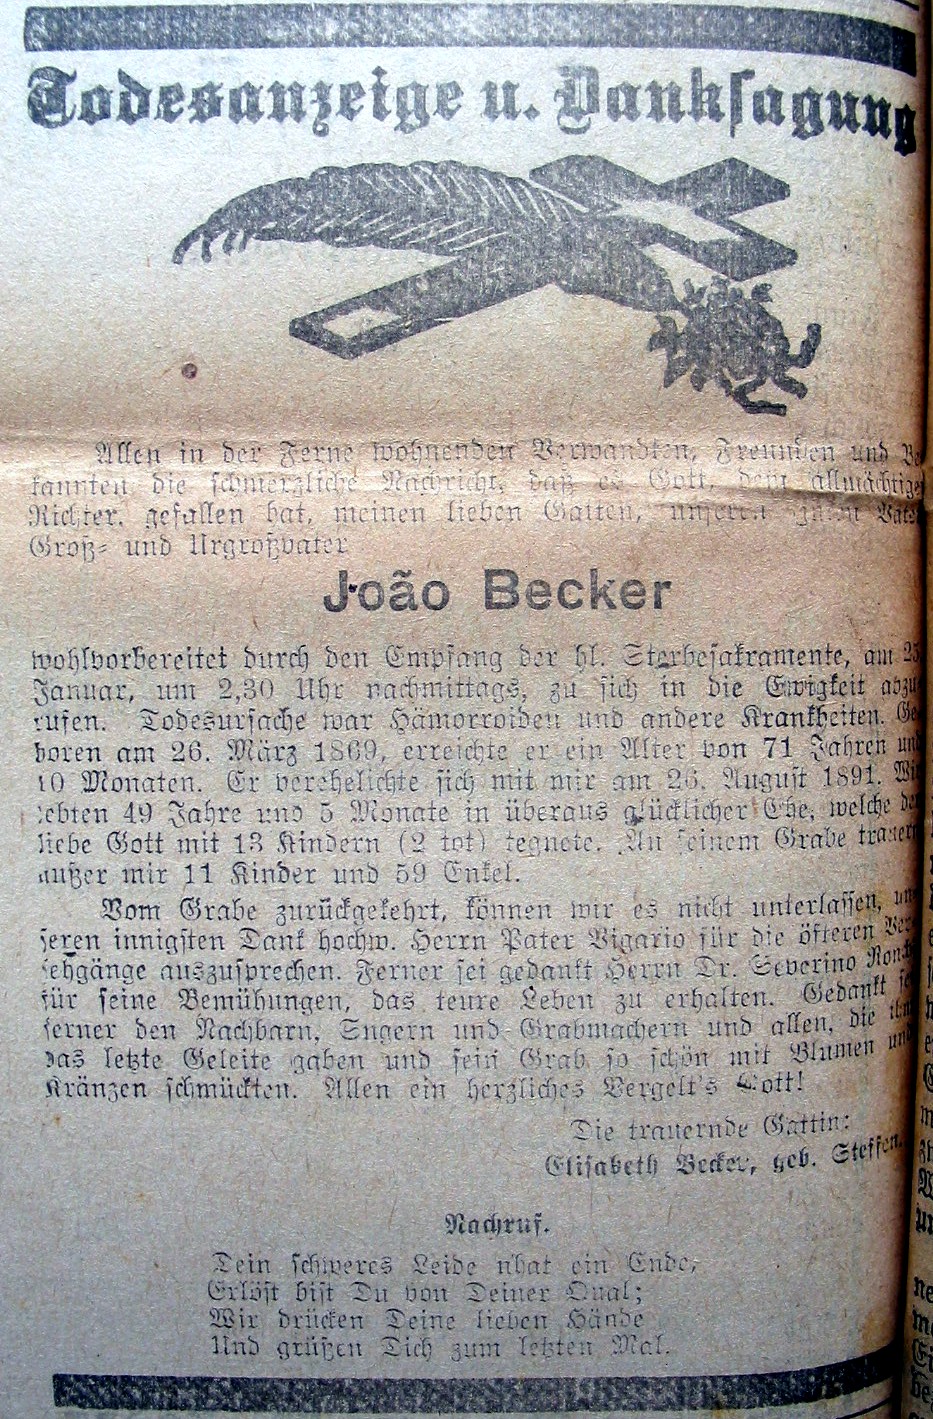 Todesanzeige u. Danksagung
Allen in der Ferne wohnenden Verwandten, Freunden und Be
kannten die schmerzliche Nachricht, daß es Gott, dem allmächtigen
Richter, gefallen hat, meinen lieben Gatten, unsern guten Vater
Groß- und Urgroßvater
João Becker
wohlvorbereitet durch den Empfang der hl. Sterbesakramente, am 25
Januar, um 2,30 Uhr nachmittags, zu sich in die Ewigkeit abzu
rufen. Todesursache war Hämorroiden und andere Krankheiten. Ge
boren am 26. März 1869, erreichte er ein Alter von 71 Jahren und
10 Monaten. Er verehelichte sich mit mir am 26. August 1891. Wir
lebten 49 Jahre und 5 Monate in überaus glücklicher Ehe, welche der
liebe Gott mit 13 Kindern (2 tot) segnete. An seinem Grabe trauern
außer mir 11 Kinder und 59 Enkel.
Vom Grabe zurückgekehrt, können wir es nicht unterlassen, un
seren innigsten Dank hochw. Herrn Pater Vigario für die öfteren Ver
sehgänge auszusprechen. Ferner sei gedankt Herrn Dr. Severino
für seine Bemühungen, das teure Leben zu erhalten. Gedankt sei
ferner den Nachbarn, Sngern und Grabmachern und allen, die ihm
das letzte Geleite gaben und sein Grab so schön mit Blumen und
Kränzen schmückten. Allen ein herzliches Vergelt's Gott!
Die trauernde Gattin:
Elisabeth Becker, geb. Steffen.
Nachruf.
Dein schweres Leide nhat ein Ende,
Erlöst bist Du von Deiner Qual;
Wir drücken Deine lieben Hände
Und grüßen Dich zum letzten Mal.